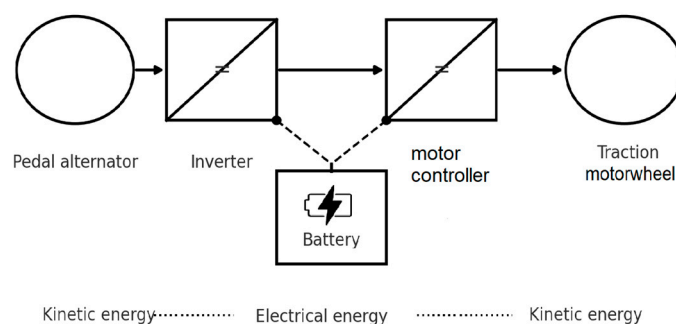 Pedal alternator
Inverter
motor
controller
Traction
motorwheel
Battery
Kinetic energy
Electrical energy
Kinetic energy